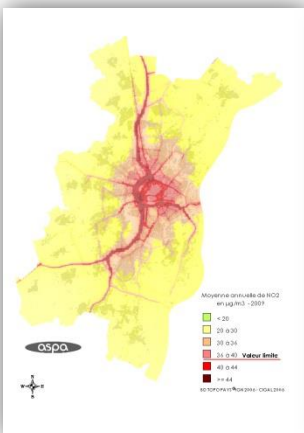 Moyenne annuelle de NO2
en µg/m3 - 2009
< 20
20 à 30
30 à 36
36 à 40 Valeur limite
40 à 44
>= 44
aspa
N
W E
S